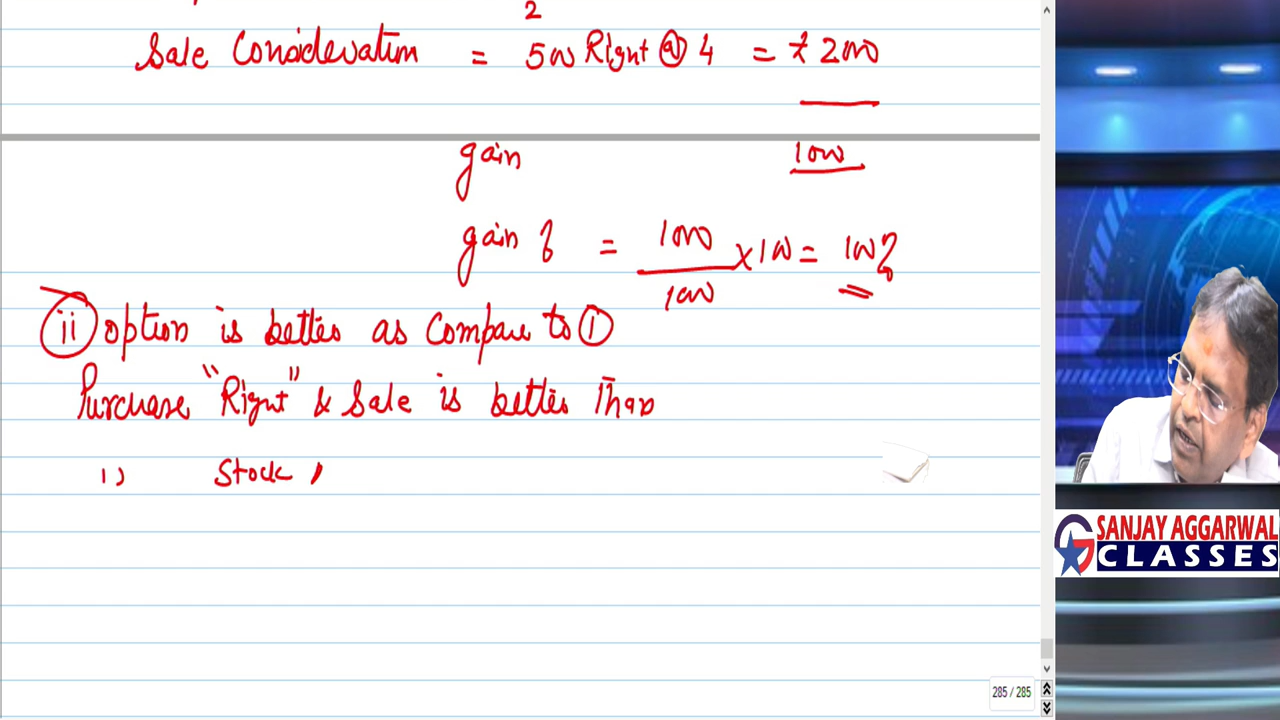 2
Sale Consideration = 500 Right @ 4 = ₹ 2000
gain 1000
gain % = 1000 / 1000 × 100 = 100%
(ii) option is better as compare to (i)
Purchase "Right" & Sale is better than
1) Stock
SANJAY AGGARWAL
CLASSES
285 / 285